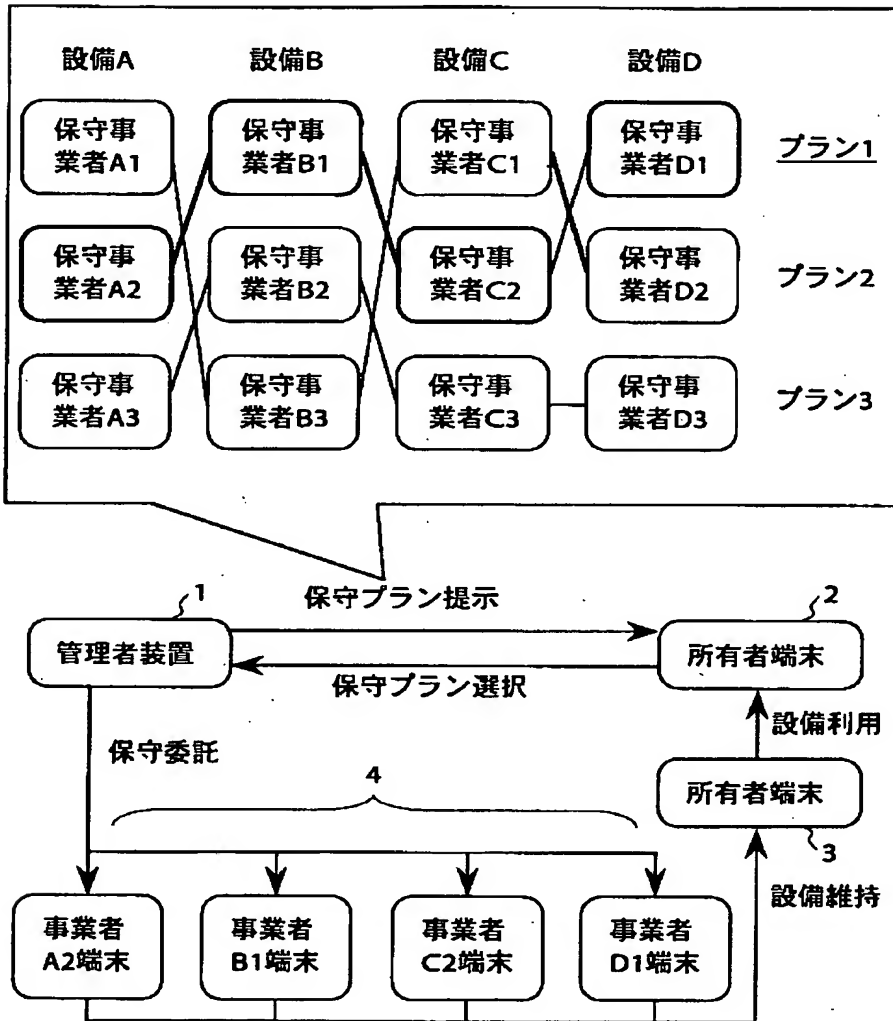 設備A 設備B 設備C 設備D
保守事 保守事 保守事 保守事
業者A1 業者B1 業者C1 業者D1 プラン1
保守事 保守事 保守事 保守事
業者A2 業者B2 業者C2 業者D2 プラン2
保守事 保守事 保守事 保守事
業者A3 業者B3 業者C3 業者D3 プラン3
1 保守プラン提示 2
管理者装置 所有者端末
保守プラン選択
設備利用
保守委託
4
所有者端末
3
設備維持
事業者 事業者 事業者 事業者
A2端末 B1端末 C2端末 D1端末